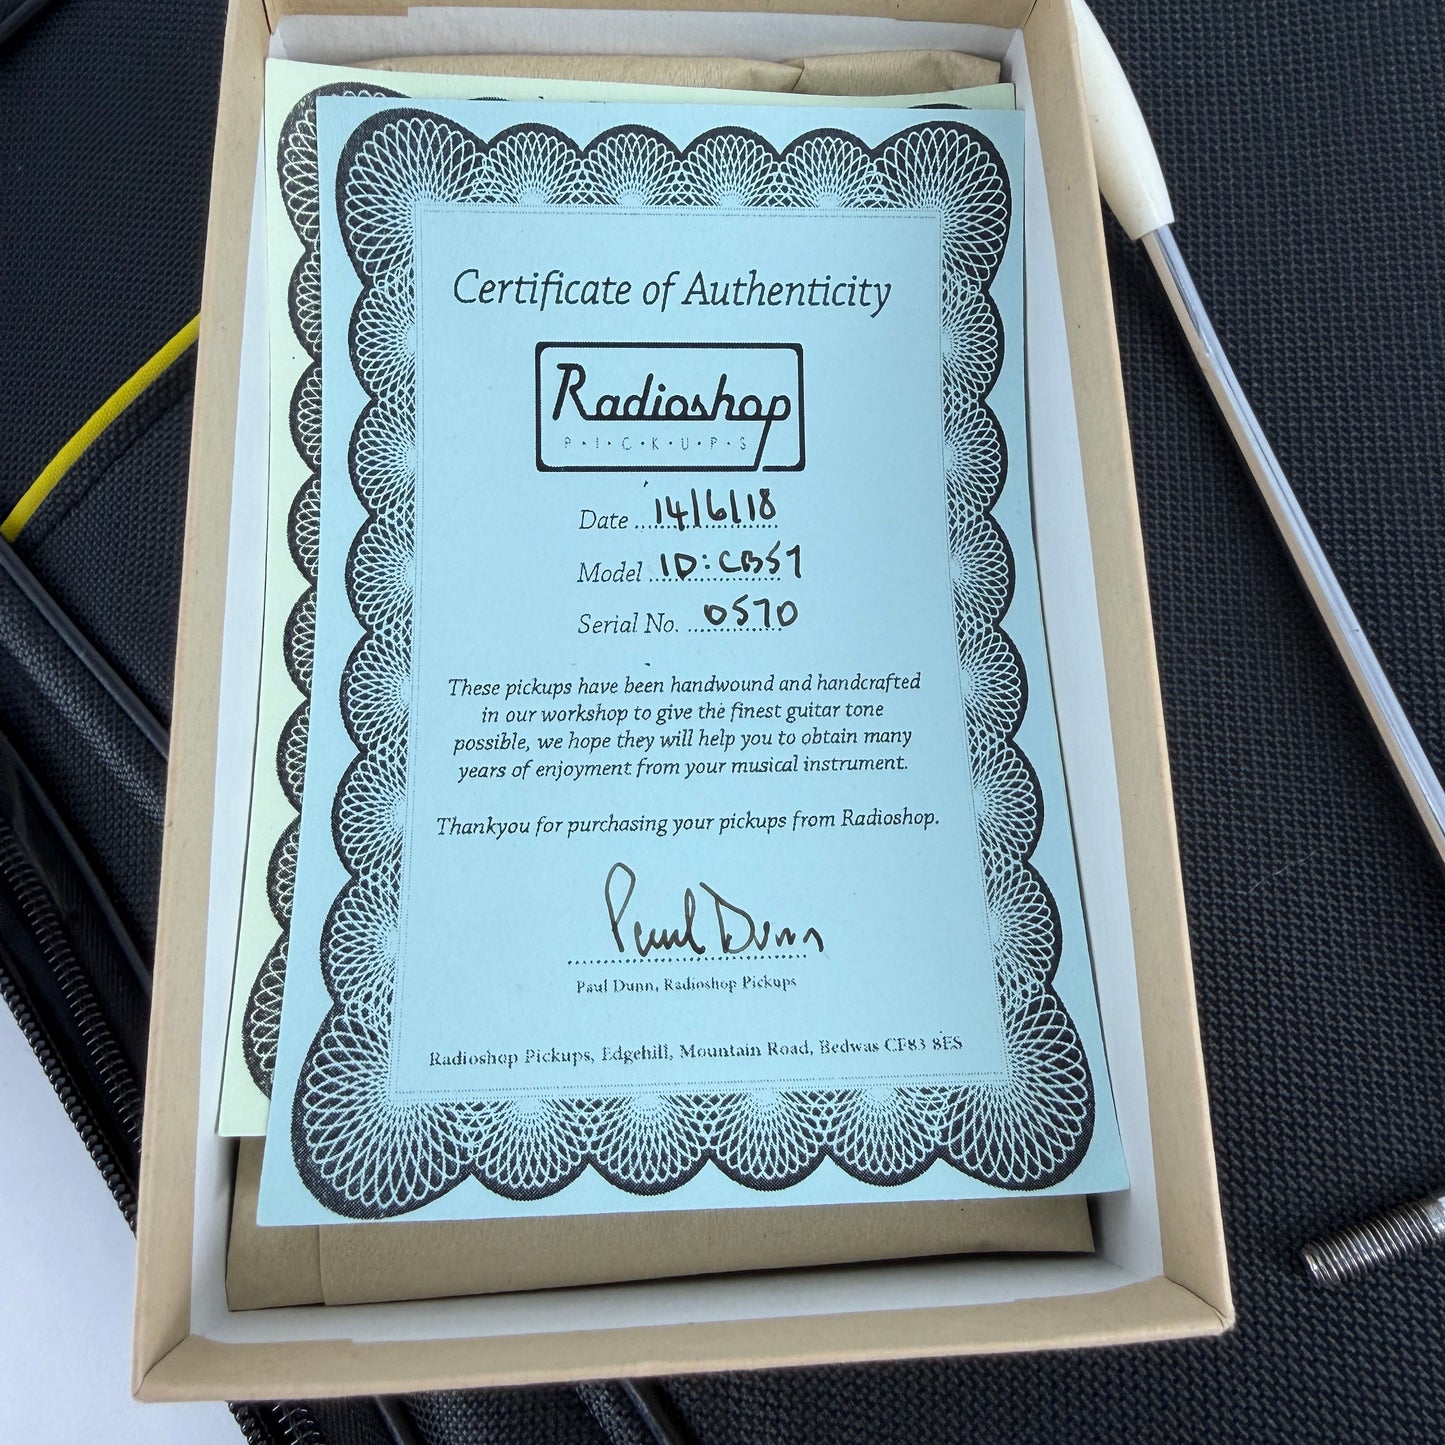 Certificate of Authenticity
Radioshop
P·I·C·K·U·P·S
Date ... 14/6/18
Model ... ID:CB57
Serial No. ... 0570
These pickups have been handwound and handcrafted
in our workshop to give the finest guitar tone
possible, we hope they will help you to obtain many
years of enjoyment from your musical instrument.
Thankyou for purchasing your pickups from Radioshop.
Paul Dunn
Paul Dunn, Radioshop Pickups
Radioshop Pickups, Edgehill, Mountain Road, Bedwas CF83 8ES